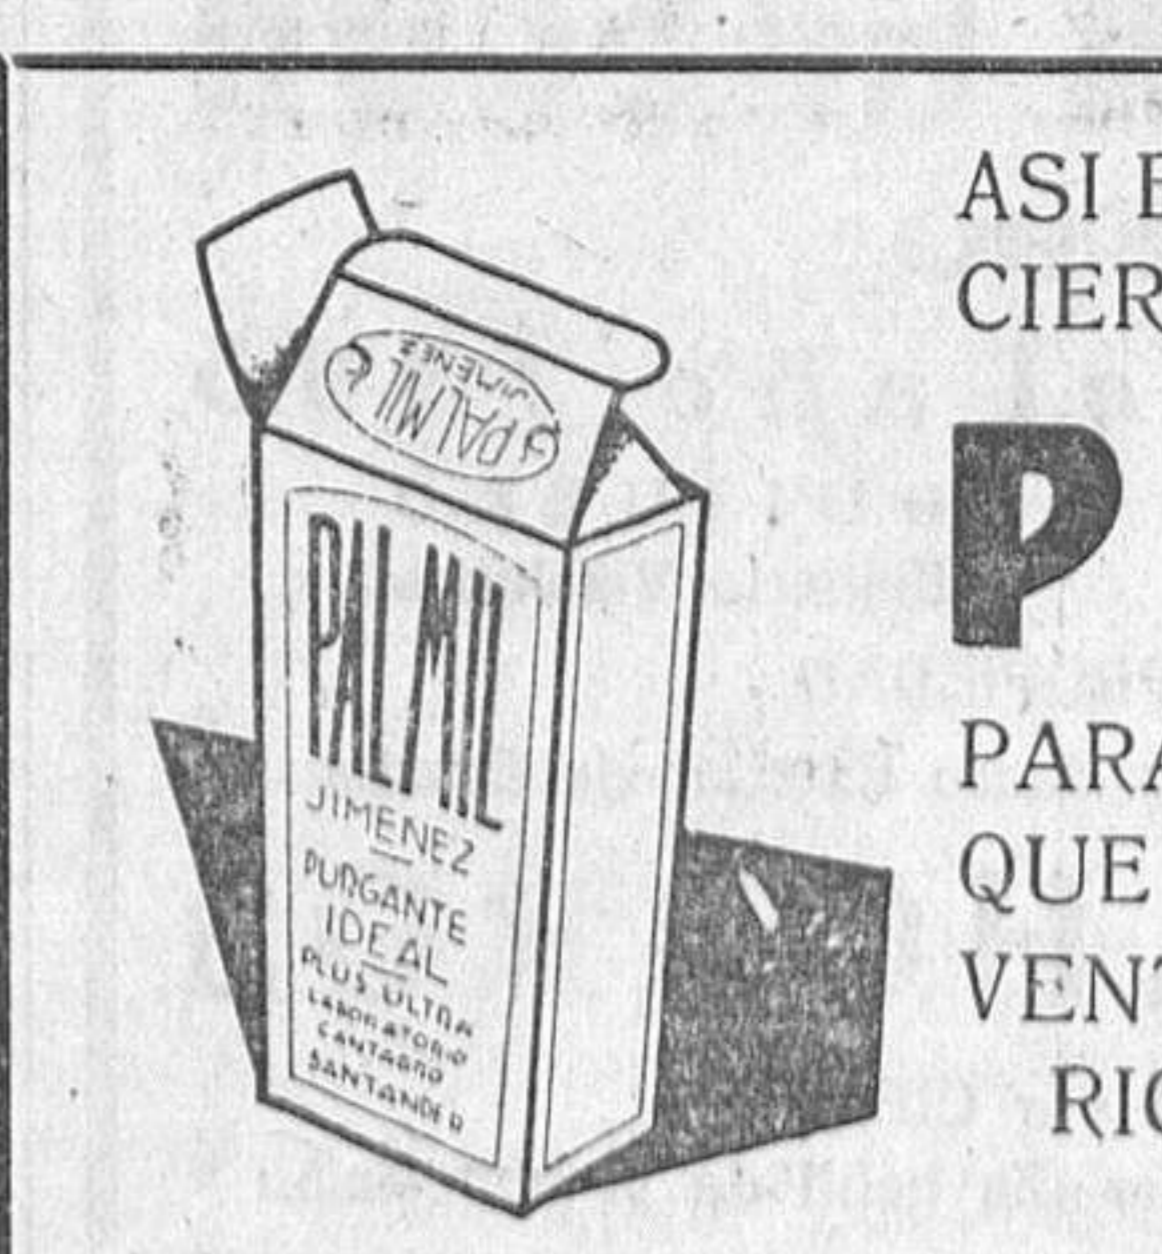 PALMIL
JIMENEZ
PALMIL
JIMENEZ
PURGANTE
IDEAL
PLUS ULTRA
LABORATORIO
CANTABRO
SANTANDER
ASI E
CIER
P
PARA
QUE
VENT
RIC